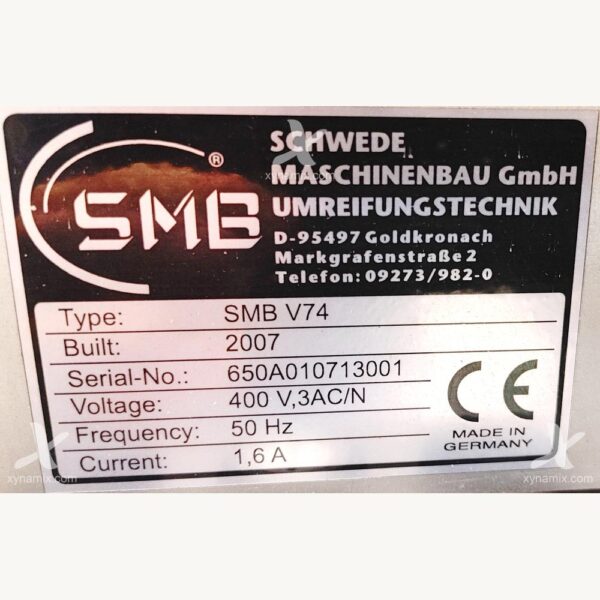 SMB®
SCHWEDE
MASCHINENBAU GmbH
UMREIFUNGSTECHNIK
D-95497 Goldkronach
Markgrafenstraße 2
Telefon: 09273/982-0
xynamix.com
Type: SMB V74
Built: 2007
Serial-No.: 650A010713001
Voltage: 400 V,3AC/N
Frequency: 50 Hz
Current: 1,6 A
CE
MADE IN
GERMANY
xynamix.com
xynamix.com